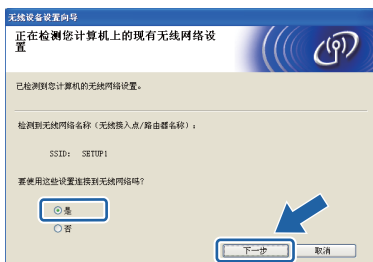 无线设备设置向导
正在检测您计算机上的现有无线网络设
置
已检测到您计算机的无线网络设置。
检测到无线网络名称（无线接入点/路由器名称）：
SSID: SETUP1
要使用这些设置连接到无线网络吗？
是
否
下一步 取消